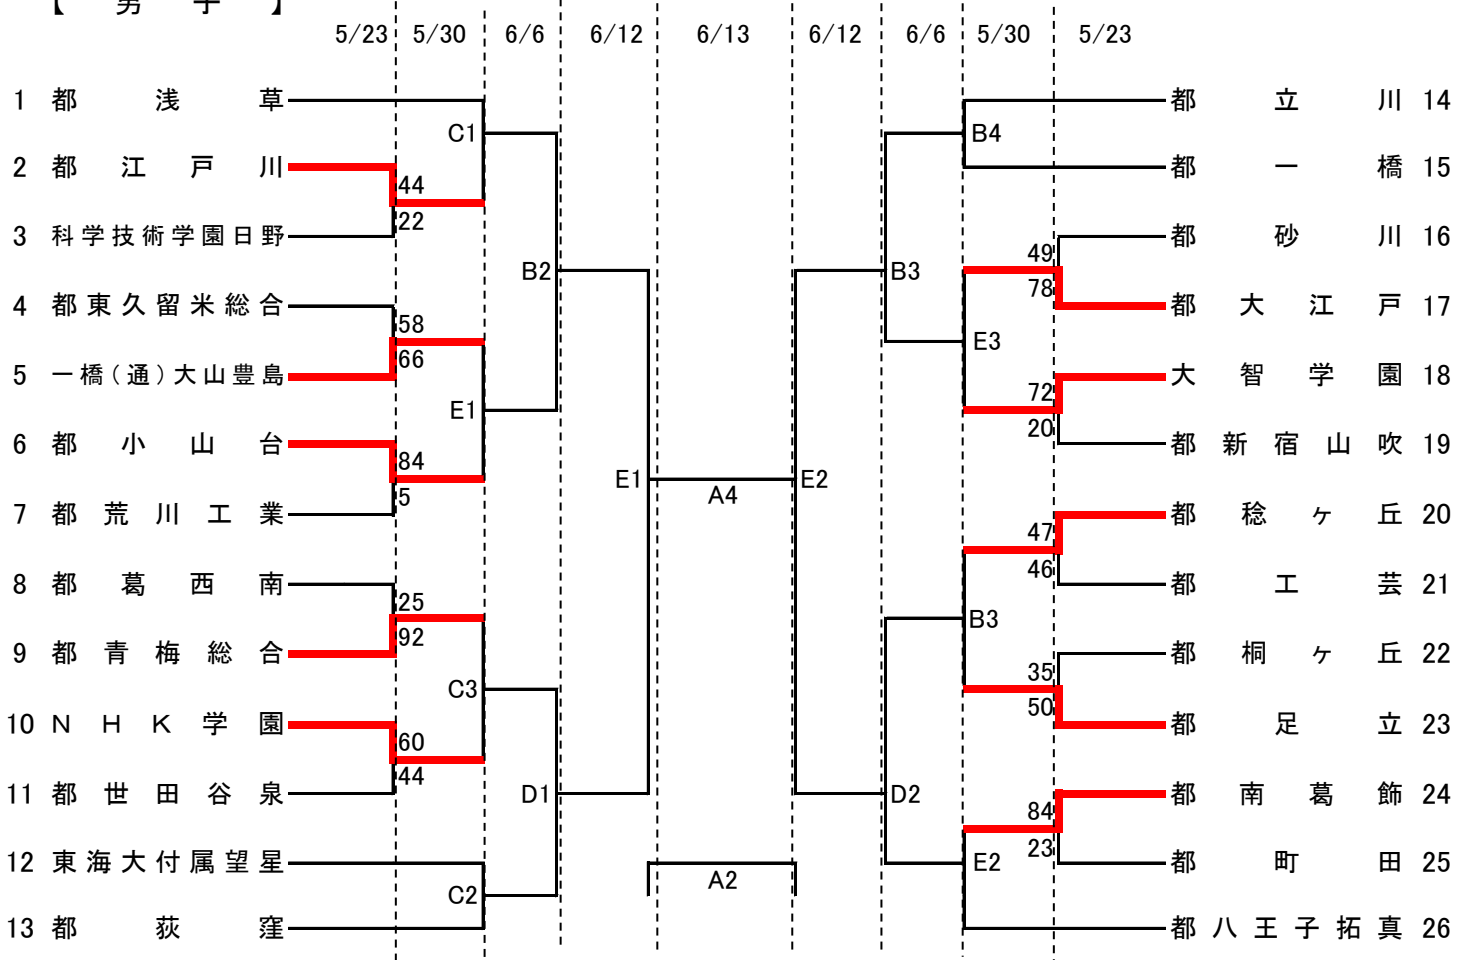 【 男 子 】
5/23 5/30 6/6 6/12 6/13 6/12 6/6 5/30 5/23
1 都浅草
C1
2 都江戸川
44
22
3 科学技術学園日野
B2
4 都東久留米総合
58
66
5 一橋(通)大山豊島
E1
6 都小山台
84
5
7 都荒川工業
E1
8 都葛西南
25
92
9 都青梅総合
C3
10 NHK学園
60
44
11 都世田谷泉
D1
12 東海大付属望星
C2
13 都荻窪
A4
A2
都立川 14
B4
都一橋 15
都砂川 16
49
78
B3
都大江戸 17
E3
大智学園 18
72
20
都新宿山吹 19
E2
都稔ヶ丘 20
47
46
都工芸 21
B3
都桐ヶ丘 22
35
50
都足立 23
D2
都南葛飾 24
84
23
都町田 25
E2
都八王子拓真 26